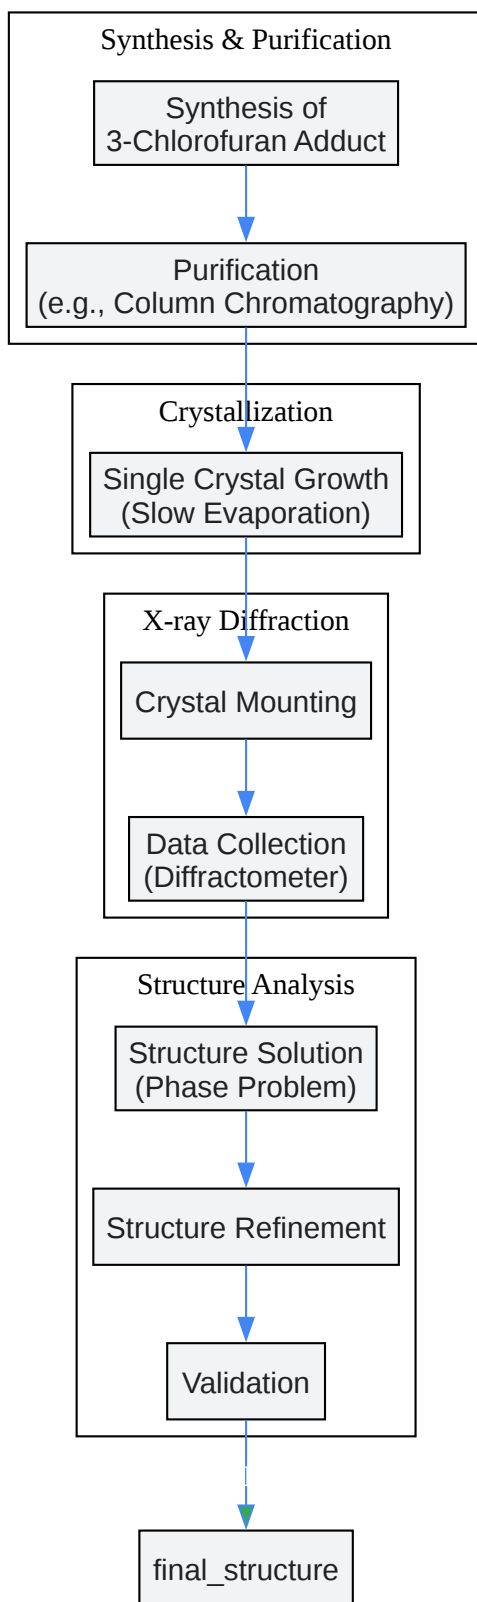 Synthesis & Purification
Synthesis of
3-Chlorofuran Adduct
Purification
(e.g., Column Chromatography)
Crystallization
Single Crystal Growth
(Slow Evaporation)
X-ray Diffraction
Crystal Mounting
Data Collection
(Diffractometer)
Structure Analysis
Structure Solution
(Phase Problem)
Structure Refinement
Validation
final_structure